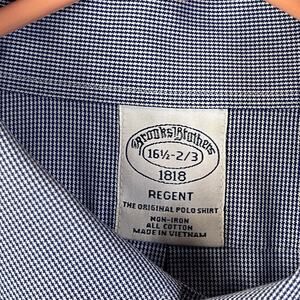 Brooks Brothers
16½-2/3
1818
REGENT
THE ORIGINAL POLO SHIRT
NON-IRON
ALL COTTON
MADE IN VIETNAM